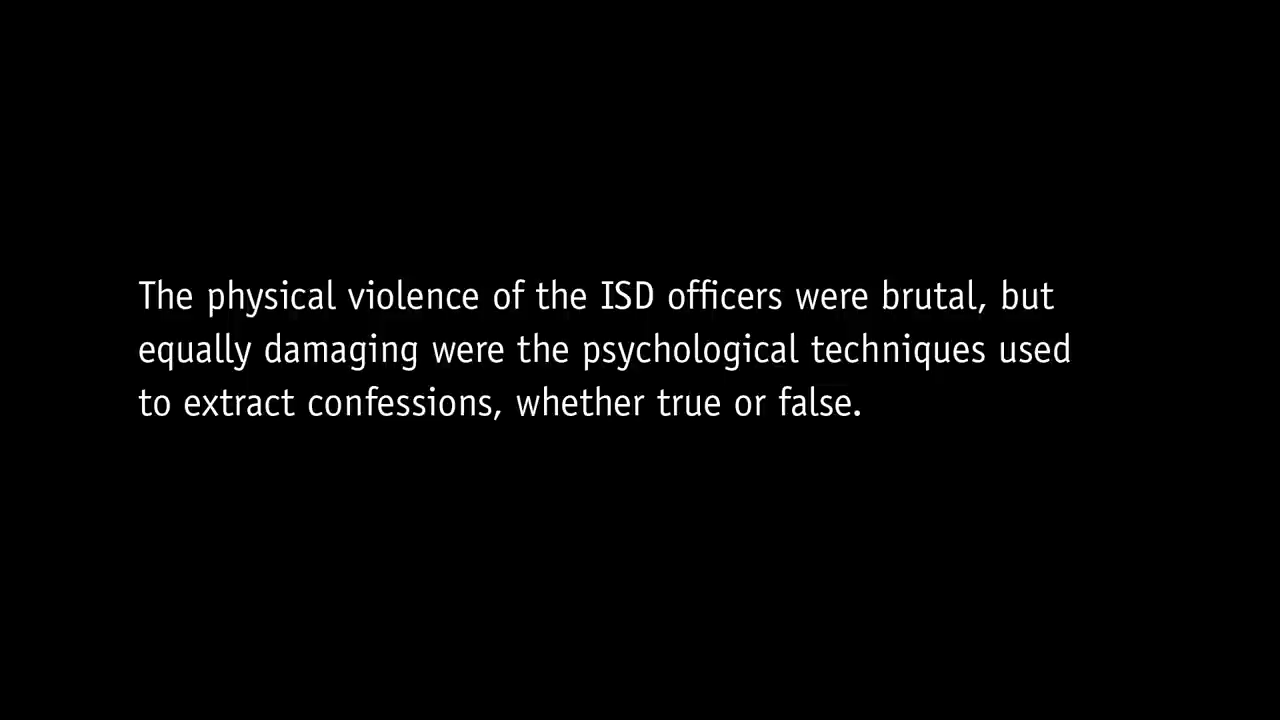 The physical violence of the ISD officers were brutal, but
equally damaging were the psychological techniques used
to extract confessions, whether true or false.